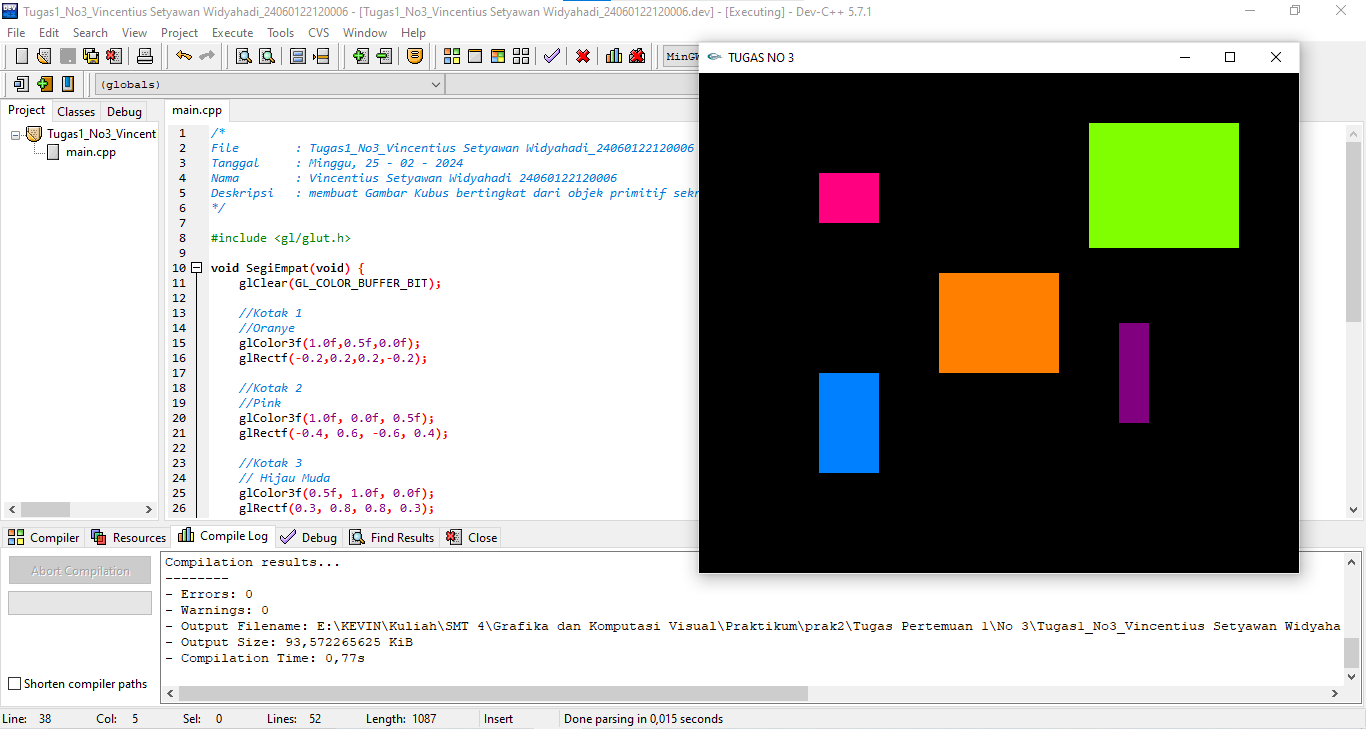 Tugas1_No3_Vincentius Setyawan Widyahadi_24060122120006 - [Tugas1_No3_Vincentius Setyawan Widyahadi_24060122120006.dev] - [Executing] - Dev-C++ 5.7.1
File Edit Search View Project Execute Tools CVS Window Help
(globals)
Project Classes Debug
Tugas1_No3_Vincent
main.cpp
main.cpp
1 /*
2 File : Tugas1_No3_Vincentius Setyawan Widyahadi_24060122120006
3 Tanggal : Minggu, 25 - 02 - 2024
4 Nama : Vincentius Setyawan Widyahadi 24060122120006
5 Deskripsi : membuat Gambar Kubus bertingkat dari objek primitif
6 */
7
8 #include <gl/glut.h>
9
10 void SegiEmpat(void) {
11 glClear(GL_COLOR_BUFFER_BIT);
12
13 //Kotak 1
14 //Oranye
15 glColor3f(1.0f,0.5f,0.0f);
16 glRectf(-0.2,0.2,0.2,-0.2);
17
18 //Kotak 2
19 //Pink
20 glColor3f(1.0f, 0.0f, 0.5f);
21 glRectf(-0.4, 0.6, -0.6, 0.4);
22
23 //Kotak 3
24 // Hijau Muda
25 glColor3f(0.5f, 1.0f, 0.0f);
26 glRectf(0.3, 0.8, 0.8, 0.3);
TUGAS NO 3
Compiler Resources Compile Log Debug Find Results Close
Abort Compilation
Shorten compiler paths
Compilation results...
--------
- Errors: 0
- Warnings: 0
- Output Filename: E:\KEVIN\Kuliah\SMT 4\Grafika dan Komputasi Visual\Praktikum\prak2\Tugas Pertemuan 1\No 3\Tugas1_No3_Vincentius Setyawan Widyaha
- Output Size: 93,572265625 KiB
- Compilation Time: 0,77s
Line: 38 Col: 5 Sel: 0 Lines: 52 Length: 1087 Insert Done parsing in 0,015 seconds